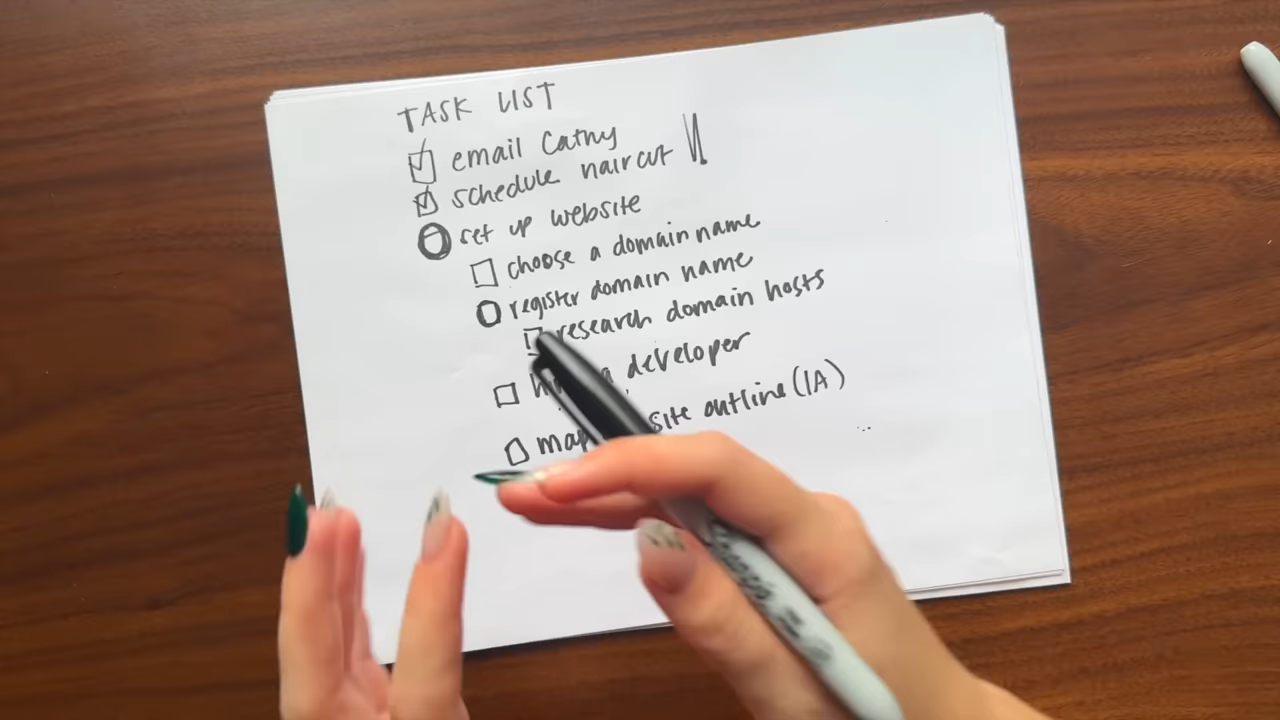 TASK LIST
email Cathy
schedule haircut
set up website
choose a domain name
register domain name
research domain hosts
a developer
map site outline (IA)